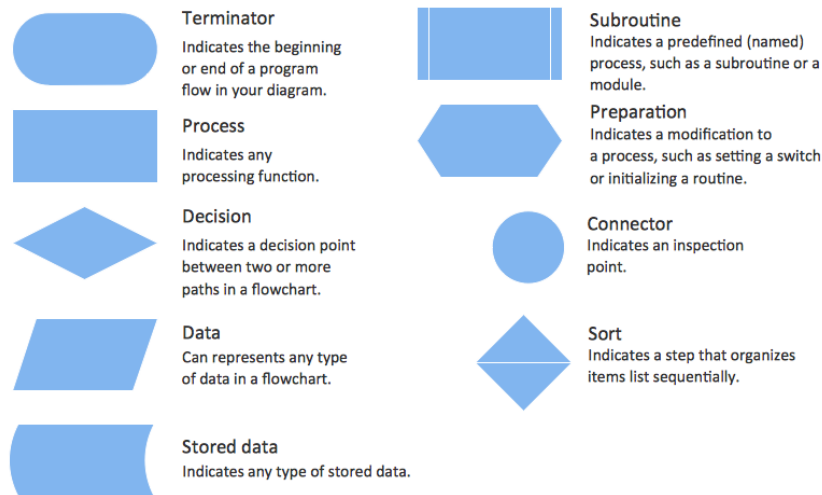 Terminator
Indicates the beginning
or end of a program
flow in your diagram.
Process
Indicates any
processing function.
Decision
Indicates a decision point
between two or more
paths in a flowchart.
Data
Can represents any type
of data in a flowchart.
Stored data
Indicates any type of stored data.
Subroutine
Indicates a predefined (named)
process, such as a subroutine or a
module.
Preparation
Indicates a modification to
a process, such as setting a switch
or initializing a routine.
Connector
Indicates an inspection
point.
Sort
Indicates a step that organizes
items list sequentially.